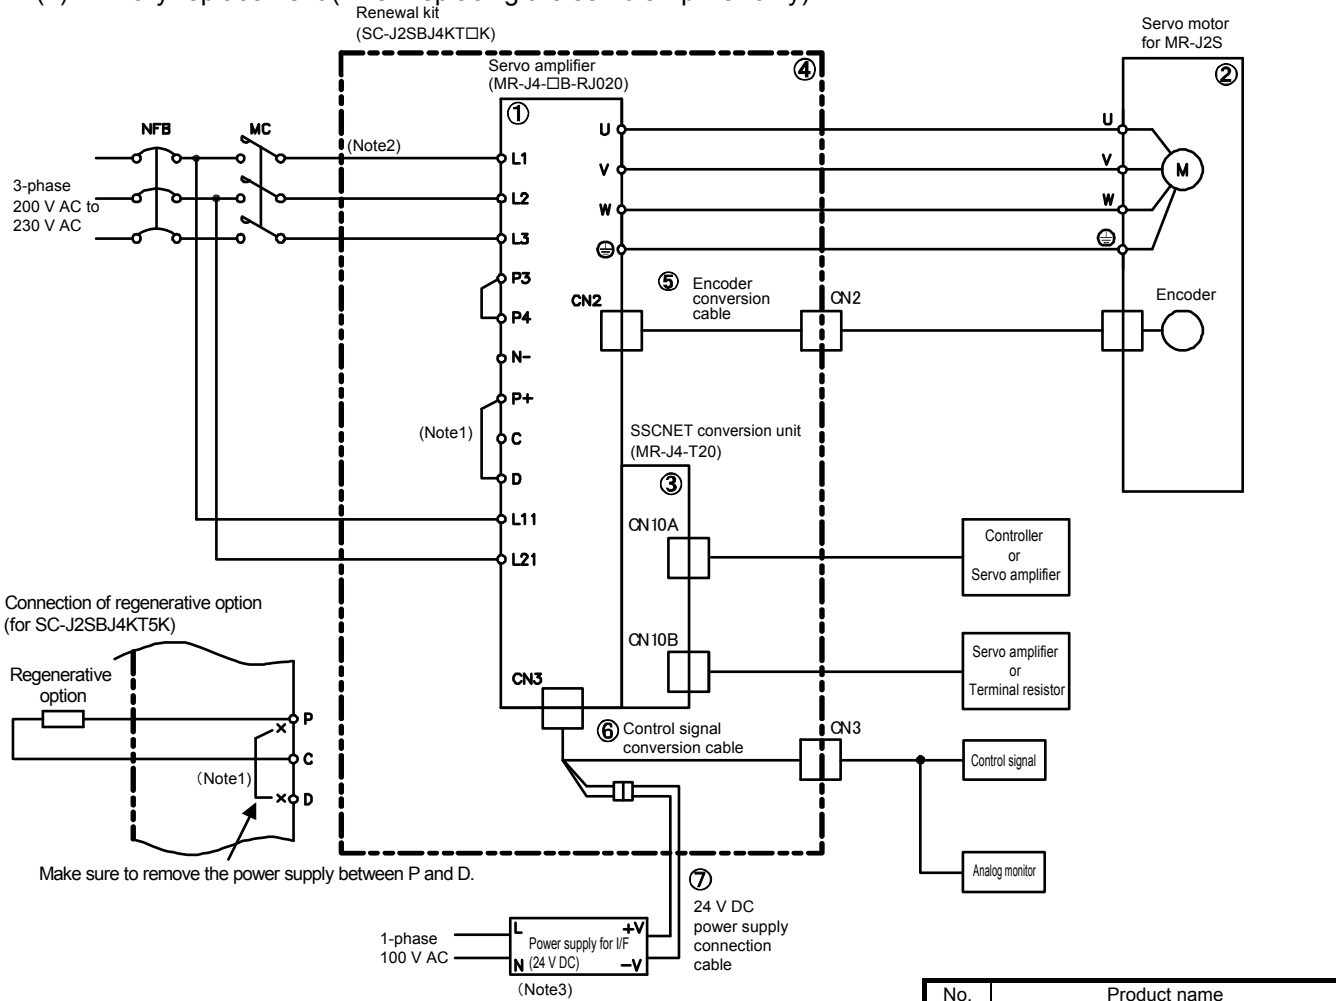 Renewal kit
(SC-J2SBJ4KT□K)
Servo motor
for MR-J2S
Servo amplifier
(MR-J4-□B-RJ020)
④
②
①
NFB
MC
(Note2)
3-phase
200 V AC to
230 V AC
L1
L2
L3
P3
P4
N-
P+
(Note1)
C
D
L11
L21
U
V
W
U
V
W
M
CN2
⑤ Encoder
conversion
cable
CN2
Encoder
SSCNET conversion unit
(MR-J4-T20)
③
CN10A
Controller
or
Servo amplifier
CN10B
Servo amplifier
or
Terminal resistor
Connection of regenerative option
(for SC-J2SBJ4KT5K)
Regenerative
option
P
C
D
(Note1)
Make sure to remove the power supply between P and D.
CN3
⑥ Control signal
conversion cable
CN3
Control signal
Analog monitor
⑦
24 V DC
power supply
connection
cable
1-phase
100 V AC
L
N
Power supply for I/F
(24 V DC)
+V
-V
(Note3)
No. Product name